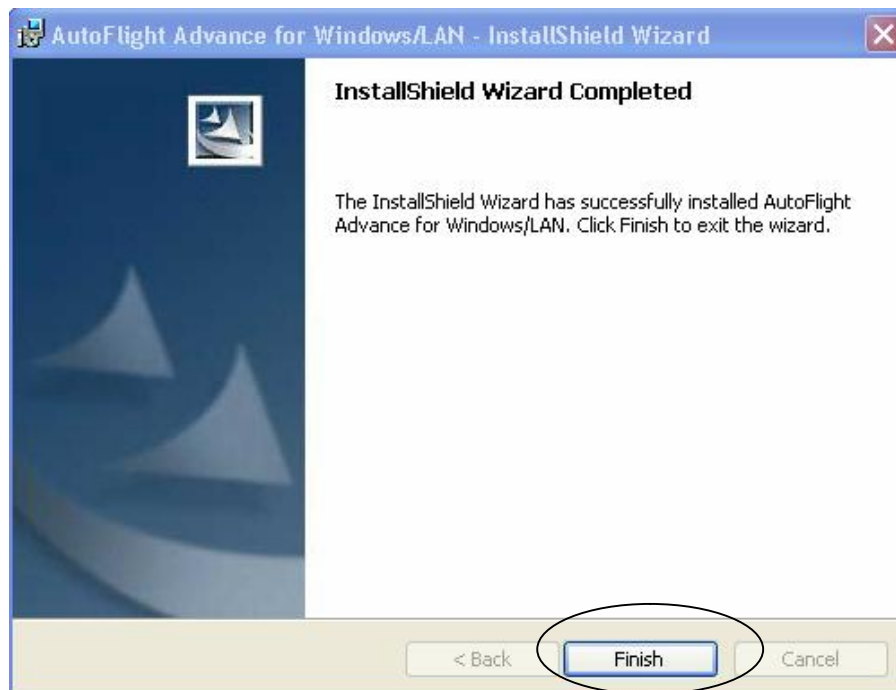 AutoFlight Advance for Windows/LAN - InstallShield Wizard
InstallShield Wizard Completed
The InstallShield Wizard has successfully installed AutoFlight
Advance for Windows/LAN. Click Finish to exit the wizard.
< Back
Finish
Cancel